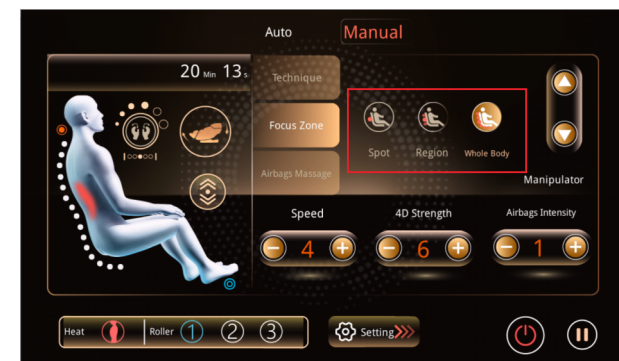 Auto
Manual
20 Min 13 s
Technique
Focus Zone
Airbags Massage
Spot
Region
Whole Body
Manipulator
Speed
4D Strength
Airbags Intensity
4
6
1
Heat
Roller 1 2 3
Setting